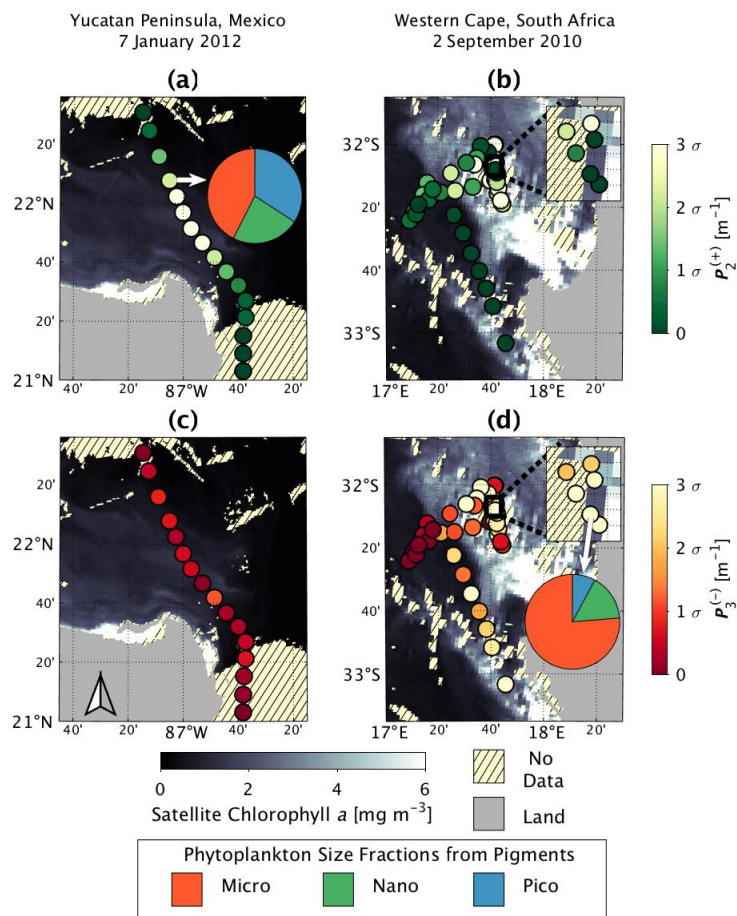 Yucatan Peninsula, Mexico
7 January 2012
Western Cape, South Africa
2 September 2010
(a)
(b)
20'
22°N
40'
20'
21°N
40'
20'
87°W
40'
20'
32°S
20'
40'
33°S
17°E
20'
40'
18°E
20'
3 σ
2 σ
1 σ
0
P₂⁽⁺⁾ [m⁻¹]
(c)
(d)
20'
22°N
40'
20'
21°N
40'
20'
87°W
40'
20'
32°S
20'
40'
33°S
17°E
20'
40'
18°E
20'
3 σ
2 σ
1 σ
0
P₃⁽⁻⁾ [m⁻¹]
0
2
4
6
Satellite Chlorophyll a [mg m⁻³]
No
Data
Land
Phytoplankton Size Fractions from Pigments
Micro
Nano
Pico